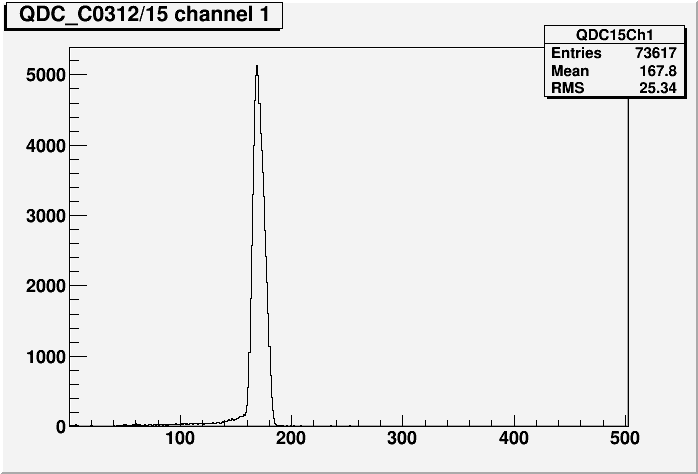 QDC_C0312/15 channel 1
QDC15Ch1
Entries 73617
Mean 167.8
RMS 25.34
5000
4000
3000
2000
1000
0
100 200 300 400 500